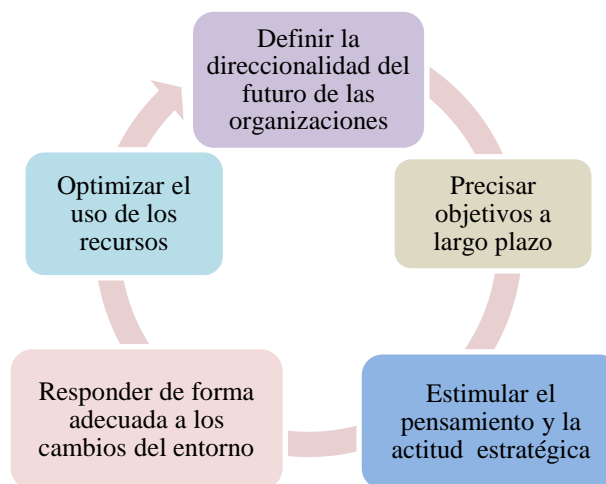 Definir la
direccionalidad del
futuro de las
organizaciones
Precisar
objetivos a
largo plazo
Estimular el
pensamiento y la
actitud estratégica
Responder de forma
adecuada a los
cambios del entorno
Optimizar el
uso de los
recursos